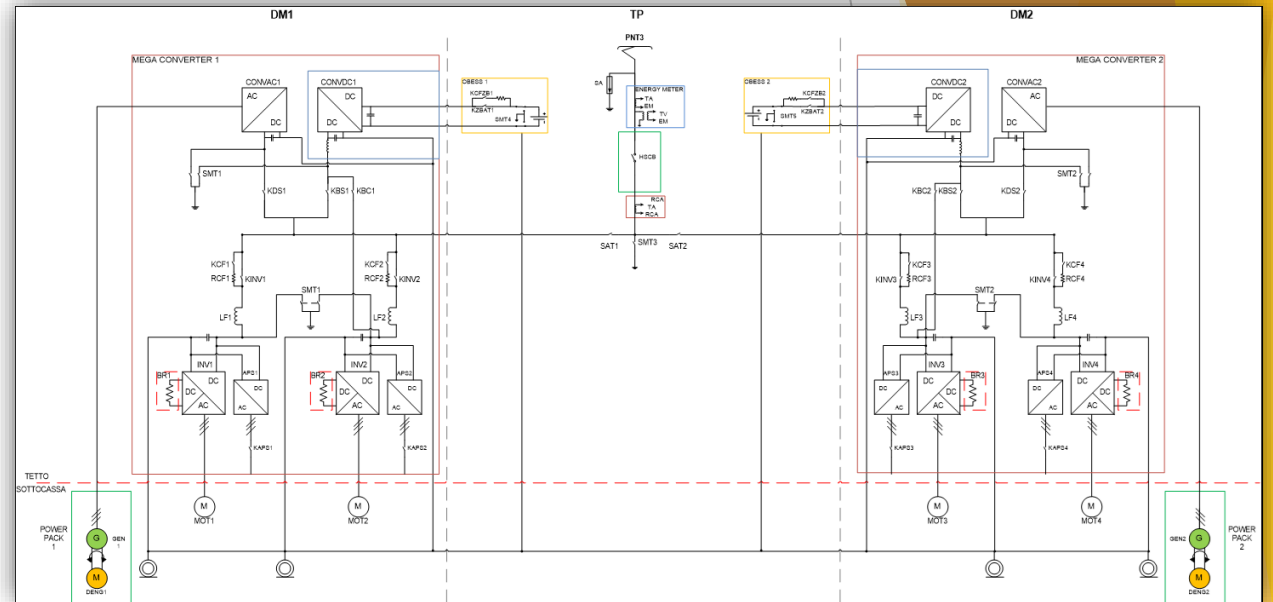 DM1
TP
DM2
PNT3
MEGA CONVERTER 1
MEGA CONVERTER 2
CONVAC1
CONVDC1
OBESS 1
OBESS 2
CONVDC2
CONVAC2
AC
DC
DC
DC
KCFZB1
KZBAT1
SMT4
SA
ENERGY METER
TA
EM
TV
EM
KCFZB2
KZBAT2
SMT5
DC
DC
AC
DC
HSCB
SMT1
KDS1
KBS1
KBC1
RCA
TA
RCA
KBC2
KBS2
KDS2
SMT2
SAT1
SMT3
SAT2
KCF1
RCF1
KINV1
KCF2
RCF2
KINV2
KINV3
KCF3
RCF3
KINV4
KCF4
RCF4
SMT1
SMT2
LF1
LF2
LF3
LF4
BR1
INV1
APS1
BR2
INV2
APS2
APS3
INV3
BR3
APS4
INV4
BR4
DC
DC
AC
DC
AC
DC
DC
AC
DC
AC
DC
AC
DC
DC
AC
DC
AC
DC
DC
AC
KAPS1
KAPS2
KAPS3
KAPS4
TETTO
SOTTOCASSA
M
MOT1
M
MOT2
M
MOT3
M
MOT4
POWER
PACK
1
G
GEN
1
M
DENG1
GEN2
G
M
DENG2
POWER
PACK
2